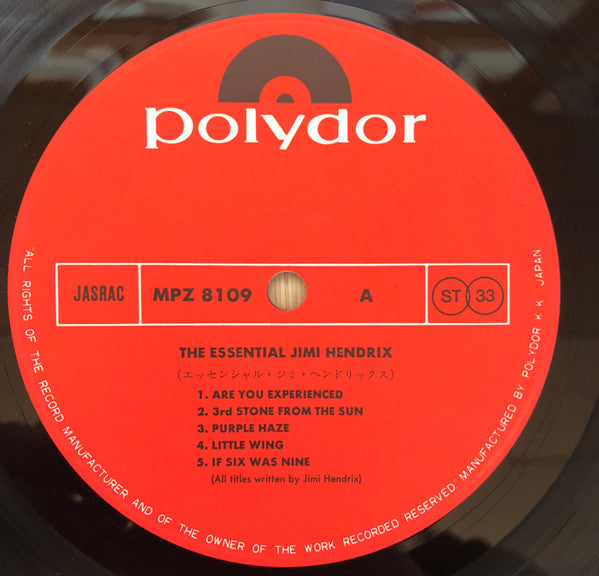 polydor
JASRAC
MPZ 8109
A
ST 33
THE ESSENTIAL JIMI HENDRIX
(エッセンシャル・ジミ・ヘンドリックス)
1. ARE YOU EXPERIENCED
2. 3rd STONE FROM THE SUN
3. PURPLE HAZE
4. LITTLE WING
5. IF SIX WAS NINE
(All titles written by Jimi Hendrix)
"ALL RIGHTS OF THE RECORD MANUFACTURER AND OF THE OWNER OF THE WORK RECORDED RESERVED" MANUFACTURED BY POLYDOR K. K. JAPAN